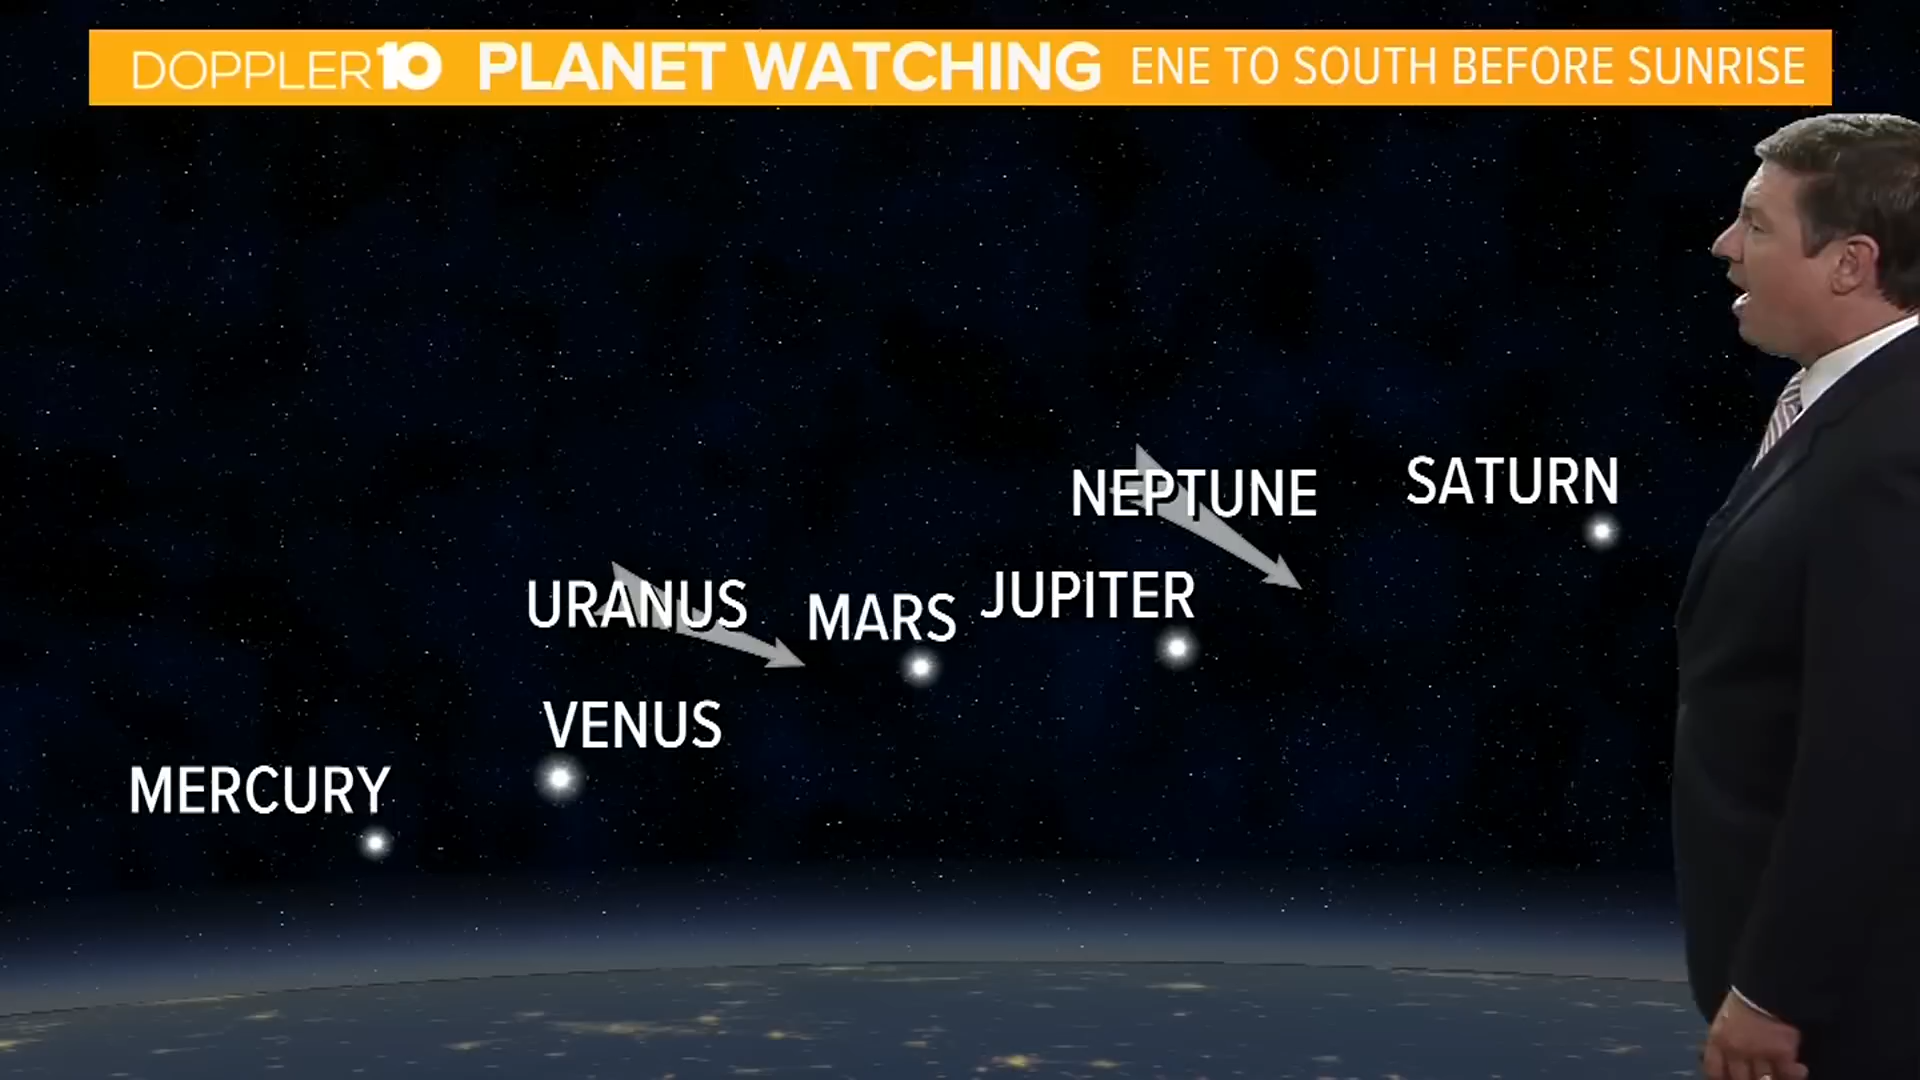 DOPPLER10 PLANET WATCHING ENE TO SOUTH BEFORE SUNRISE
NEPTUNE
SATURN
URANUS
MARS
JUPITER
VENUS
MERCURY